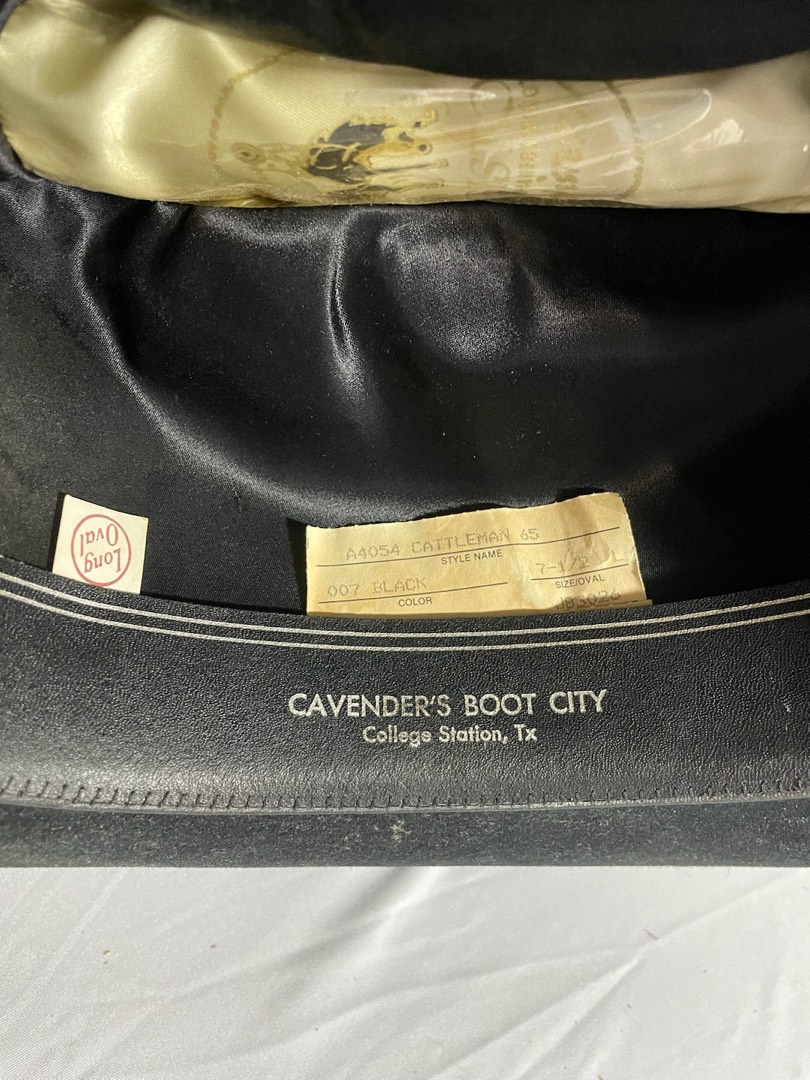 Long
Oval
A4054 CATTLEMAN 65
STYLE NAME
007 BLACK 7-1/2 L
COLOR SIZE/OVAL
083026
CAVENDER'S BOOT CITY
College Station, Tx